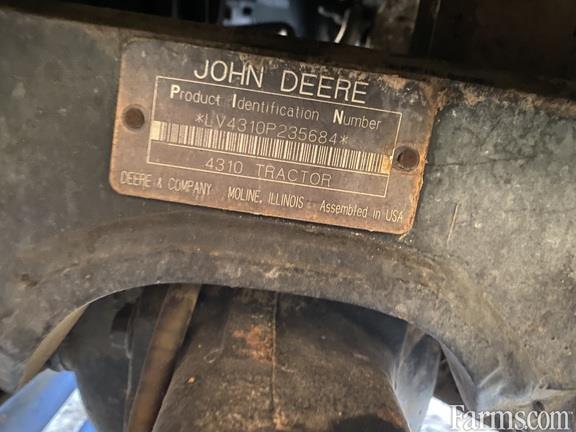 JOHN DEERE
Product Identification Number
*LV4310P235684*
4310 TRACTOR
DEERE & COMPANY MOLINE, ILLINOIS Assembled in USA
Farms.com